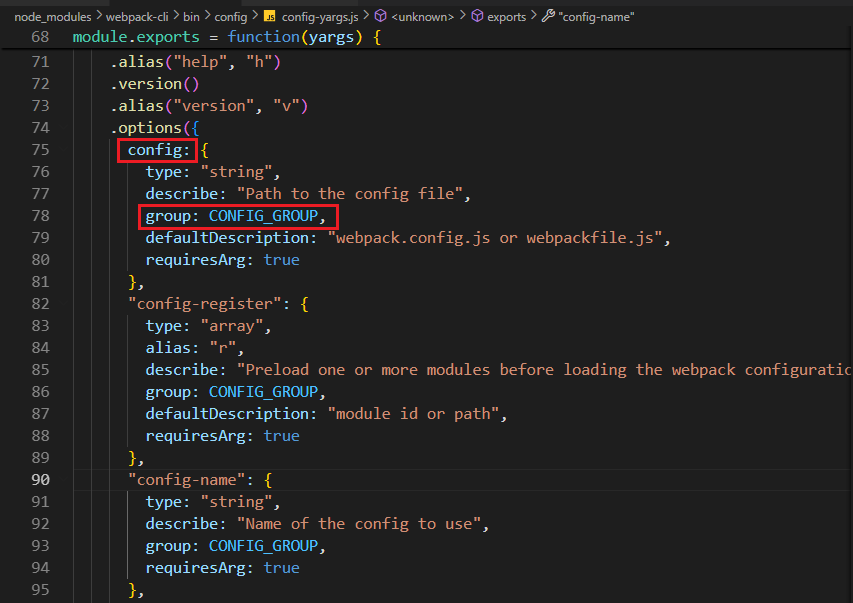 node_modules > webpack-cli > bin > config > JS config-yargs.js > <unknown> > exports > "config-name"
68 module.exports = function(yargs) {
71 .alias("help", "h")
72 .version()
73 .alias("version", "v")
74 .options({
75 config: {
76 type: "string",
77 describe: "Path to the config file",
78 group: CONFIG_GROUP,
79 defaultDescription: "webpack.config.js or webpackfile.js",
80 requiresArg: true
81 },
82 "config-register": {
83 type: "array",
84 alias: "r",
85 describe: "Preload one or more modules before loading the webpack configuratio
86 group: CONFIG_GROUP,
87 defaultDescription: "module id or path",
88 requiresArg: true
89 },
90 "config-name": {
91 type: "string",
92 describe: "Name of the config to use",
93 group: CONFIG_GROUP,
94 requiresArg: true
95 },